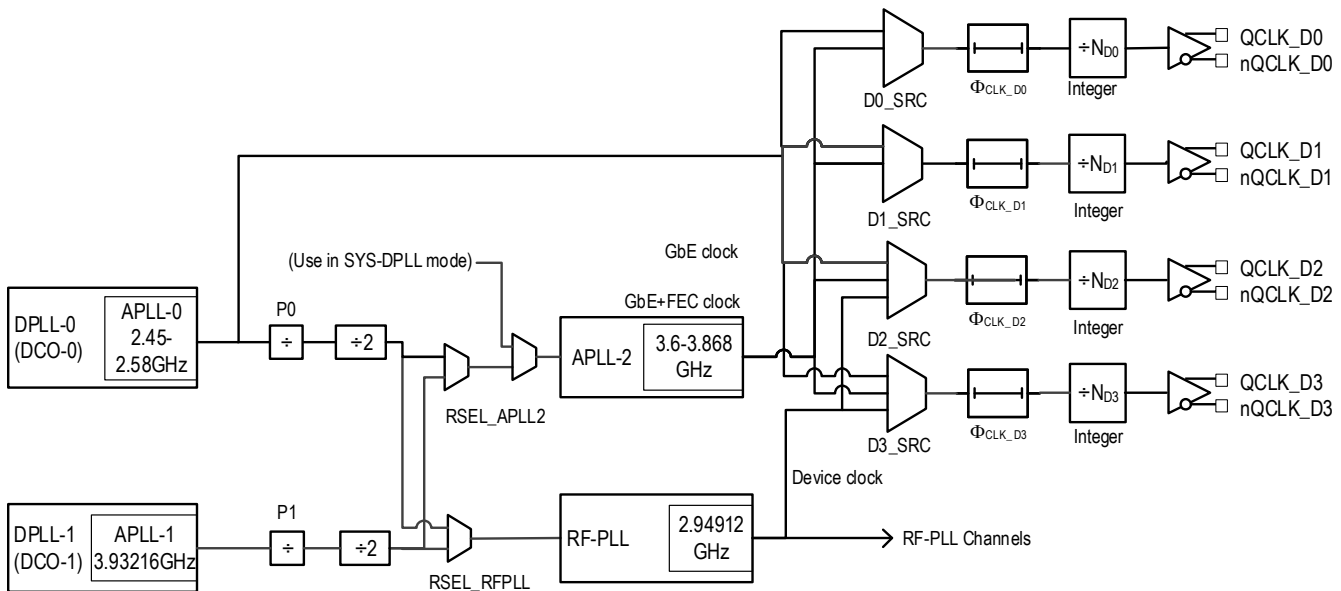 QCLK_D0
÷ND0
nQCLK_D0
D0_SRC
ΦCLK_D0
Integer
QCLK_D1
÷ND1
nQCLK_D1
D1_SRC
ΦCLK_D1
Integer
GbE clock
(Use in SYS-DPLL mode)
QCLK_D2
÷ND2
nQCLK_D2
GbE+FEC clock
D2_SRC
ΦCLK_D2
Integer
DPLL-0
(DCO-0)
APLL-0
2.45-
2.58GHz
P0
÷
÷2
RSEL_APLL2
APLL-2
3.6-3.868
GHz
QCLK_D3
÷ND3
nQCLK_D3
D3_SRC
ΦCLK_D3
Integer
Device clock
DPLL-1
(DCO-1)
APLL-1
3.93216GHz
P1
÷
÷2
RSEL_RFPLL
RF-PLL
2.94912
GHz
RF-PLL Channels